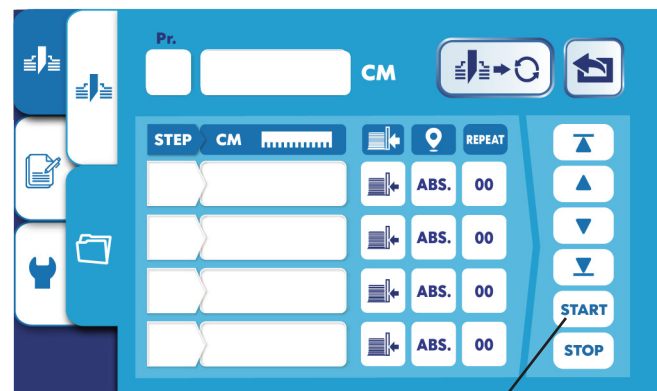 Pr.
CM
STEP CM REPEAT
ABS. 00
ABS. 00
ABS. 00
START
ABS. 00
STOP